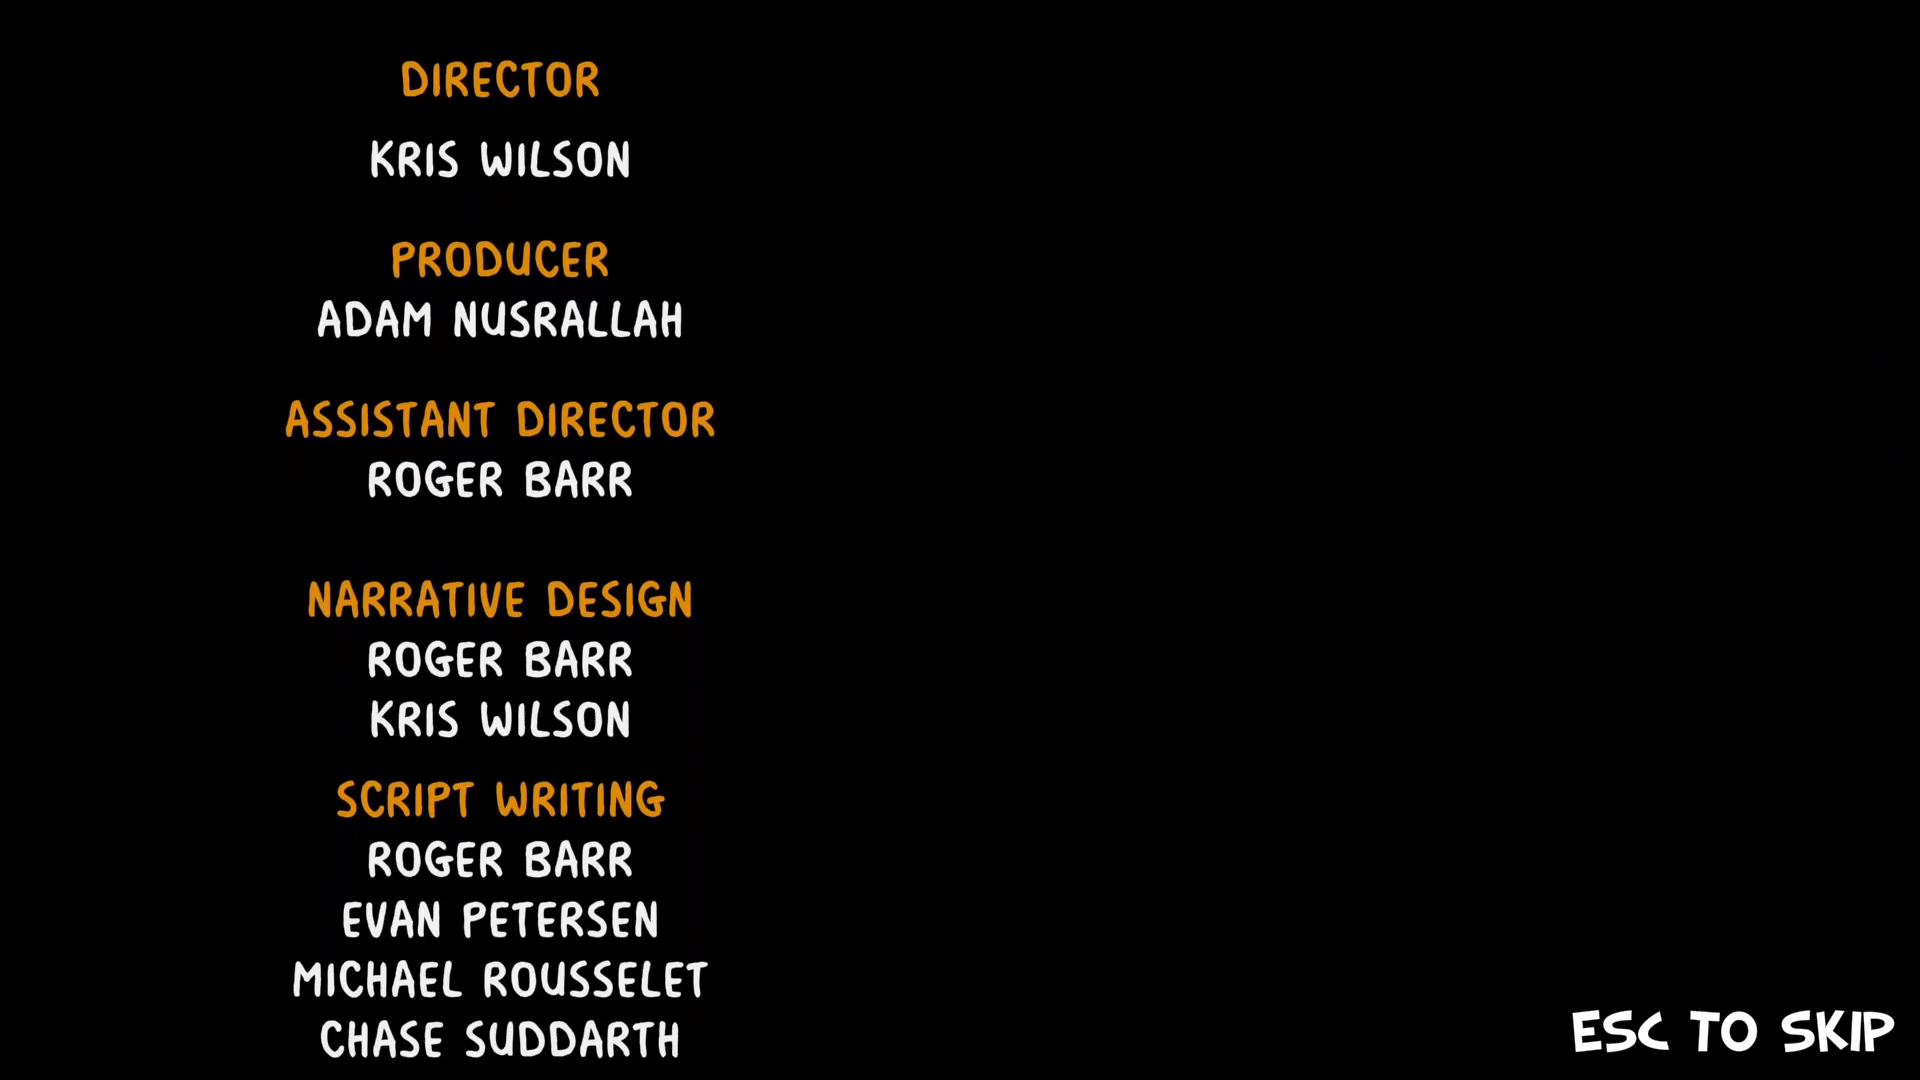 DIRECTOR
KRIS WILSON
PRODUCER
ADAM NUSRALLAH
ASSISTANT DIRECTOR
ROGER BARR
NARRATIVE DESIGN
ROGER BARR
KRIS WILSON
SCRIPT WRITING
ROGER BARR
EVAN PETERSEN
MICHAEL ROUSSELET
CHASE SUDDARTH
ESC TO SKIP